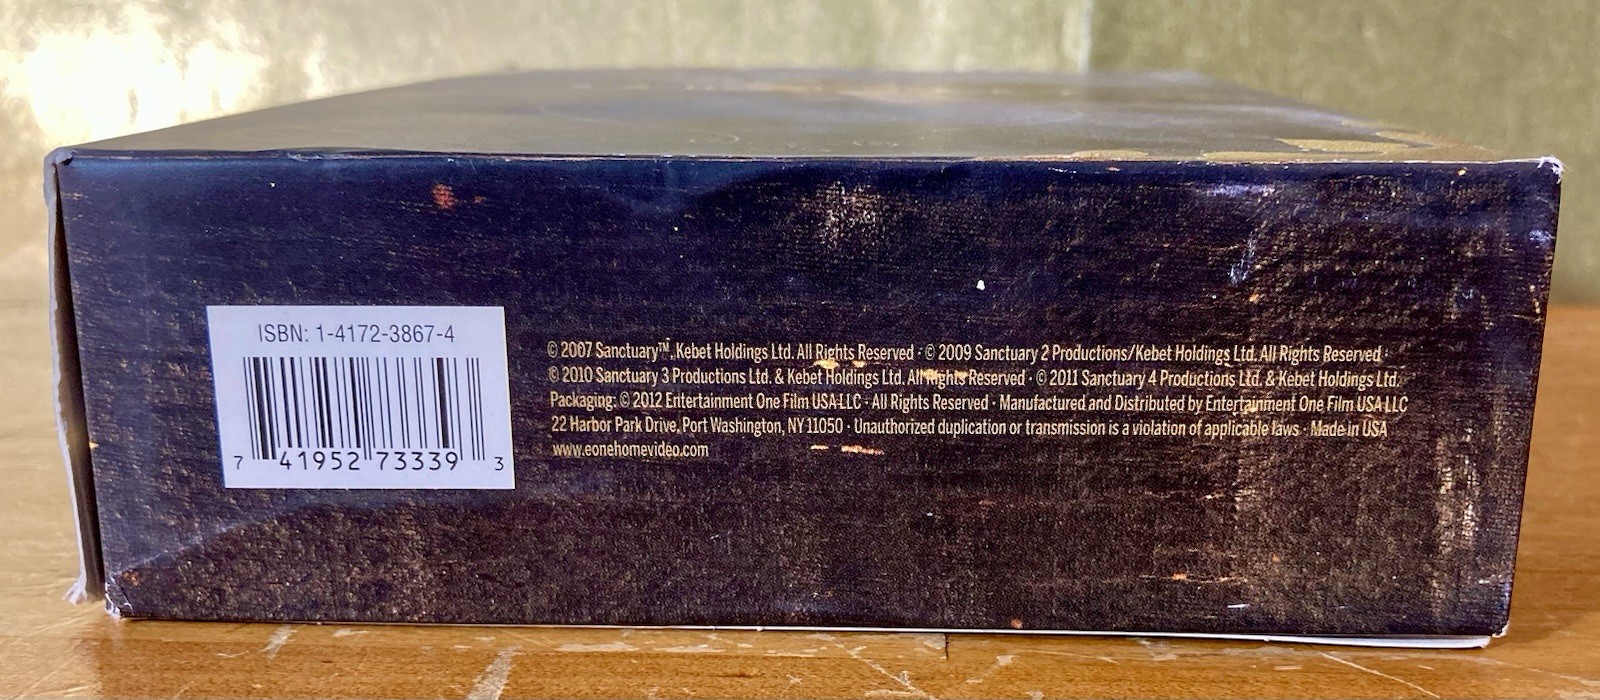 ISBN: 1-4172-3867-4
7 41952 73339 3
© 2007 Sanctuary™, Kebet Holdings Ltd. All Rights Reserved · © 2009 Sanctuary 2 Productions/Kebet Holdings Ltd. All Rights Reserved ·
© 2010 Sanctuary 3 Productions Ltd. & Kebet Holdings Ltd. All Rights Reserved · © 2011 Sanctuary 4 Productions Ltd. & Kebet Holdings Ltd.
Packaging: © 2012 Entertainment One Film USA LLC · All Rights Reserved · Manufactured and Distributed by Entertainment One Film USA LLC
22 Harbor Park Drive, Port Washington, NY 11050 · Unauthorized duplication or transmission is a violation of applicable laws · Made in USA
www.eonehomevideo.com